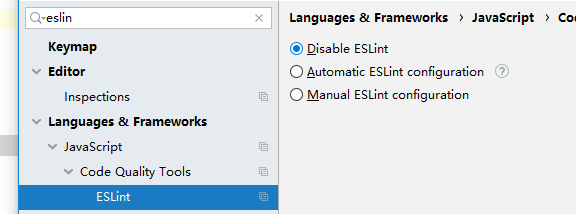 eslin
Keymap
Editor
Inspections
Languages & Frameworks
JavaScript
Code Quality Tools
ESLint
Languages & Frameworks › JavaScript › Co
Disable ESLint
Automatic ESLint configuration ?
Manual ESLint configuration